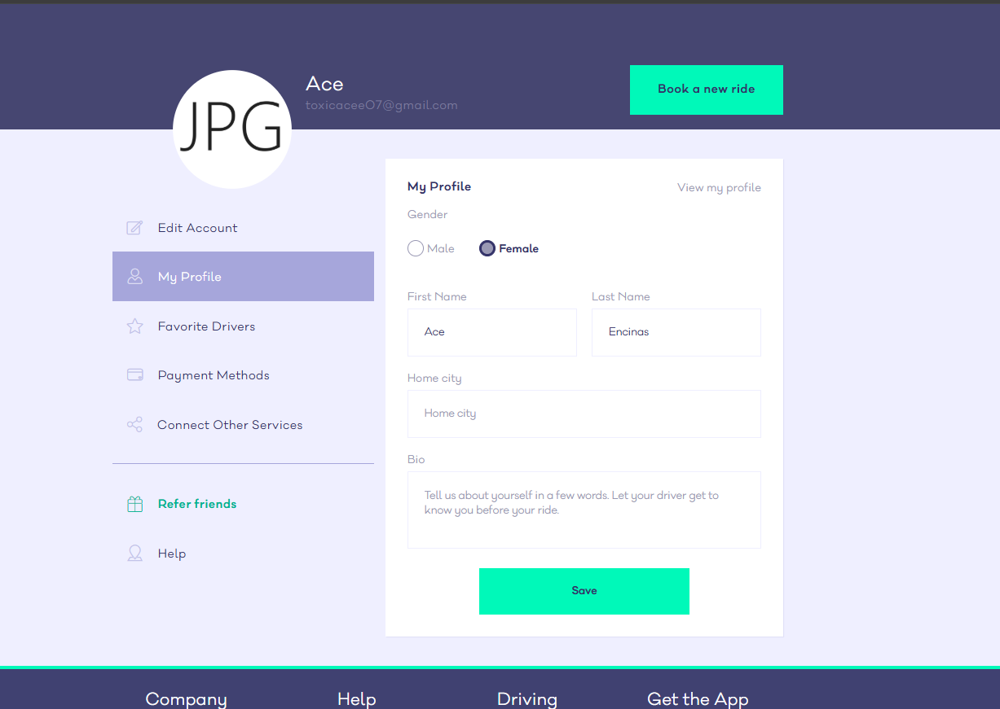 Ace
toxicacee07@gmail.com
Book a new ride
JPG
Edit Account
My Profile
Favorite Drivers
Payment Methods
Connect Other Services
Refer friends
Help
My Profile
View my profile
Gender
Male
Female
First Name
Last Name
Ace
Encinas
Home city
Home city
Bio
Tell us about yourself in a few words. Let your driver get to
know you before your ride.
Save
Company
Help
Driving
Get the App